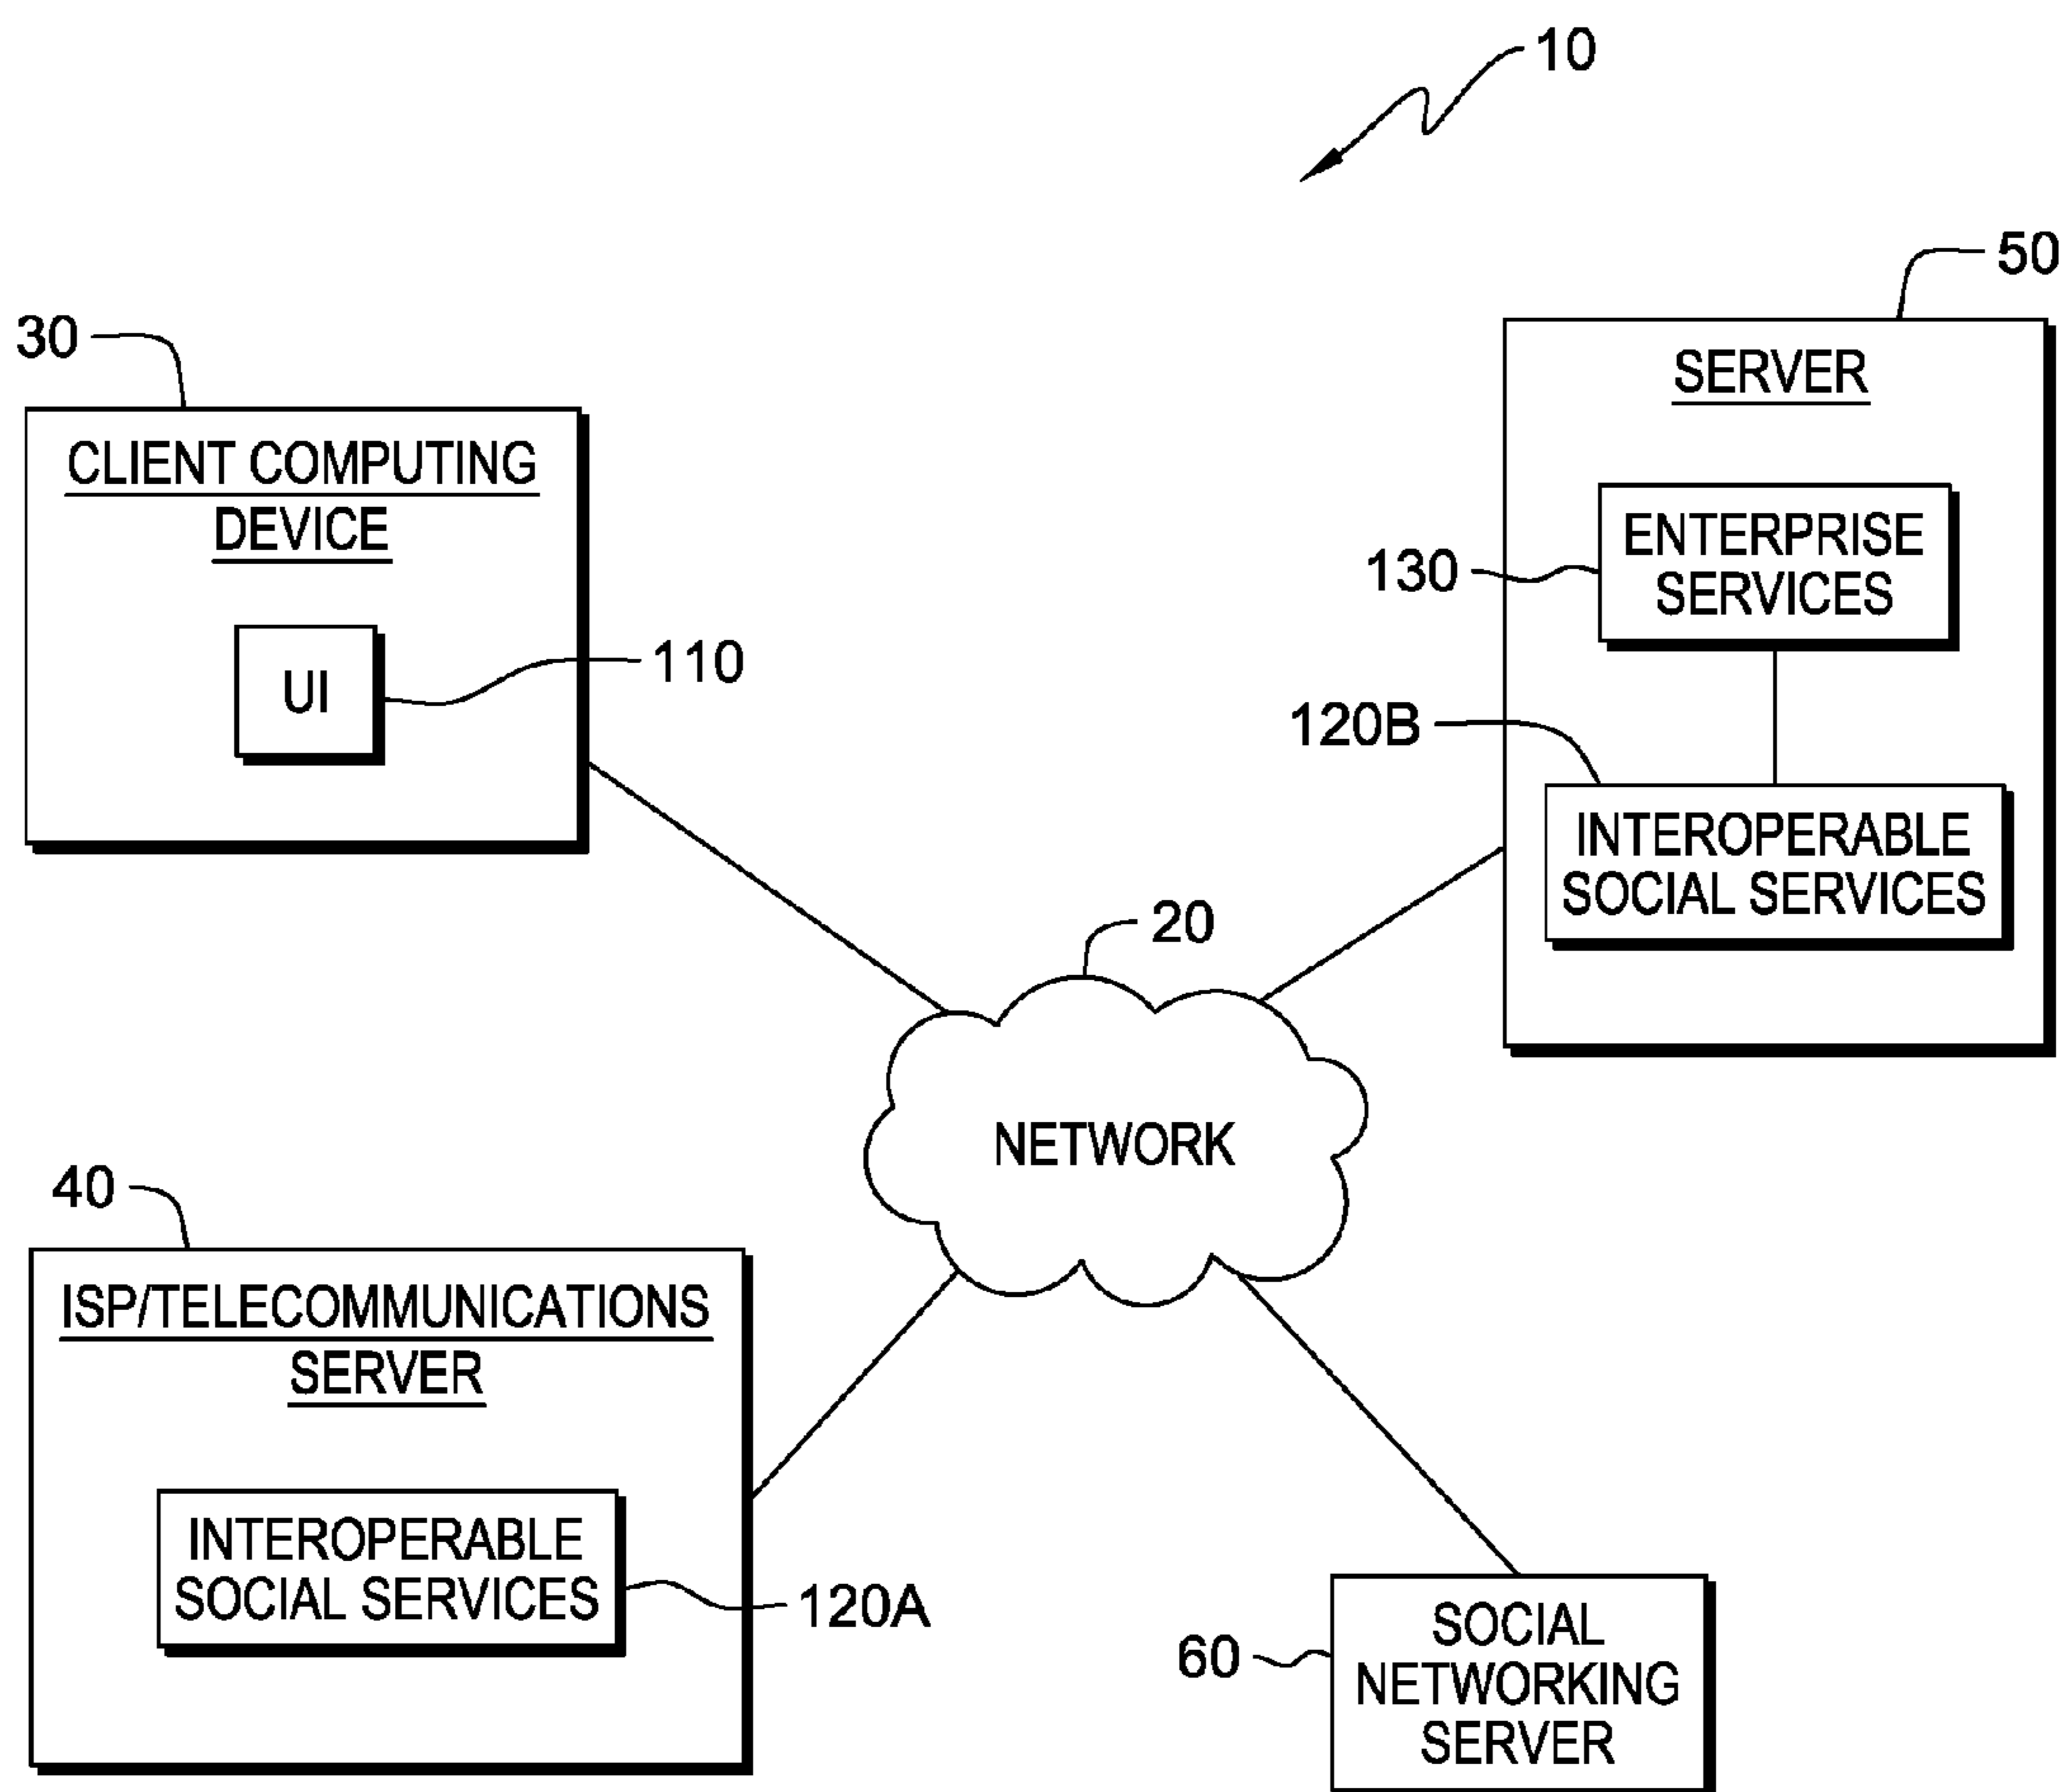 10
30
CLIENT COMPUTING
DEVICE
UI
110
50
SERVER
130
ENTERPRISE
SERVICES
120B
INTEROPERABLE
SOCIAL SERVICES
20
NETWORK
40
ISP/TELECOMMUNICATIONS
SERVER
INTEROPERABLE
SOCIAL SERVICES
120A
60
SOCIAL
NETWORKING
SERVER